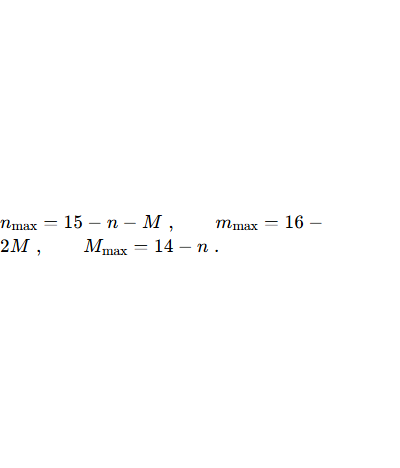 n_max = 15 − n − M ,  m_max = 16 −
2M ,  M_max = 14 − n .